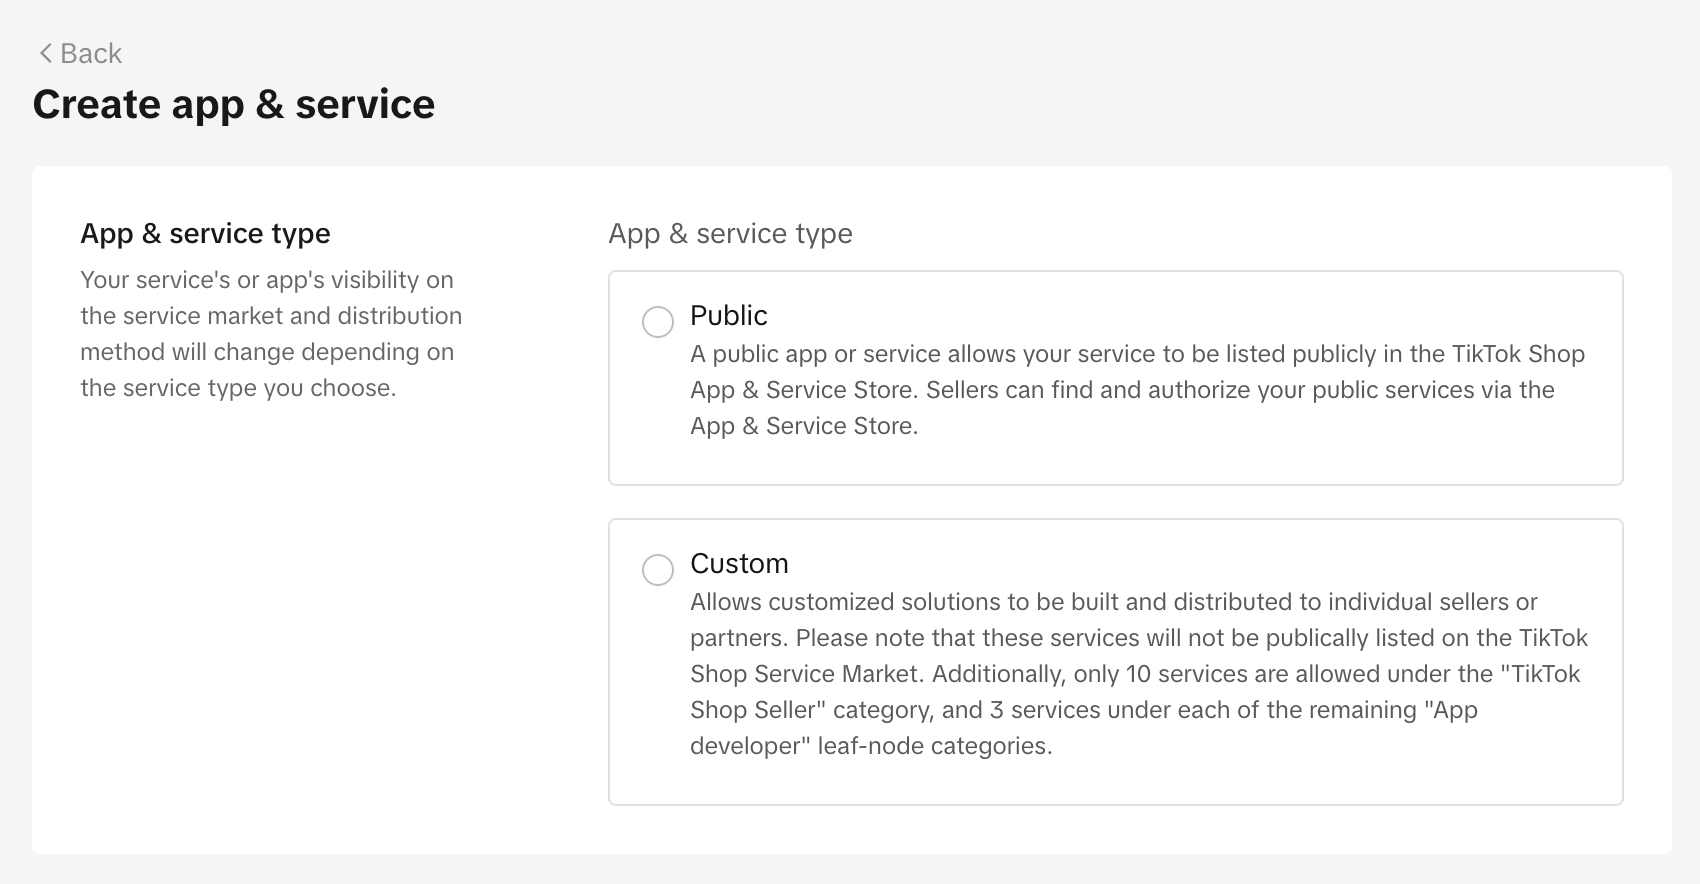 Back
Create app & service
App & service type
Your service's or app's visibility on
the service market and distribution
method will change depending on
the service type you choose.
App & service type
Public
A public app or service allows your service to be listed publicly in the TikTok Shop
App & Service Store. Sellers can find and authorize your public services via the
App & Service Store.
Custom
Allows customized solutions to be built and distributed to individual sellers or
partners. Please note that these services will not be publically listed on the TikTok
Shop Service Market. Additionally, only 10 services are allowed under the "TikTok
Shop Seller" category, and 3 services under each of the remaining "App
developer" leaf-node categories.